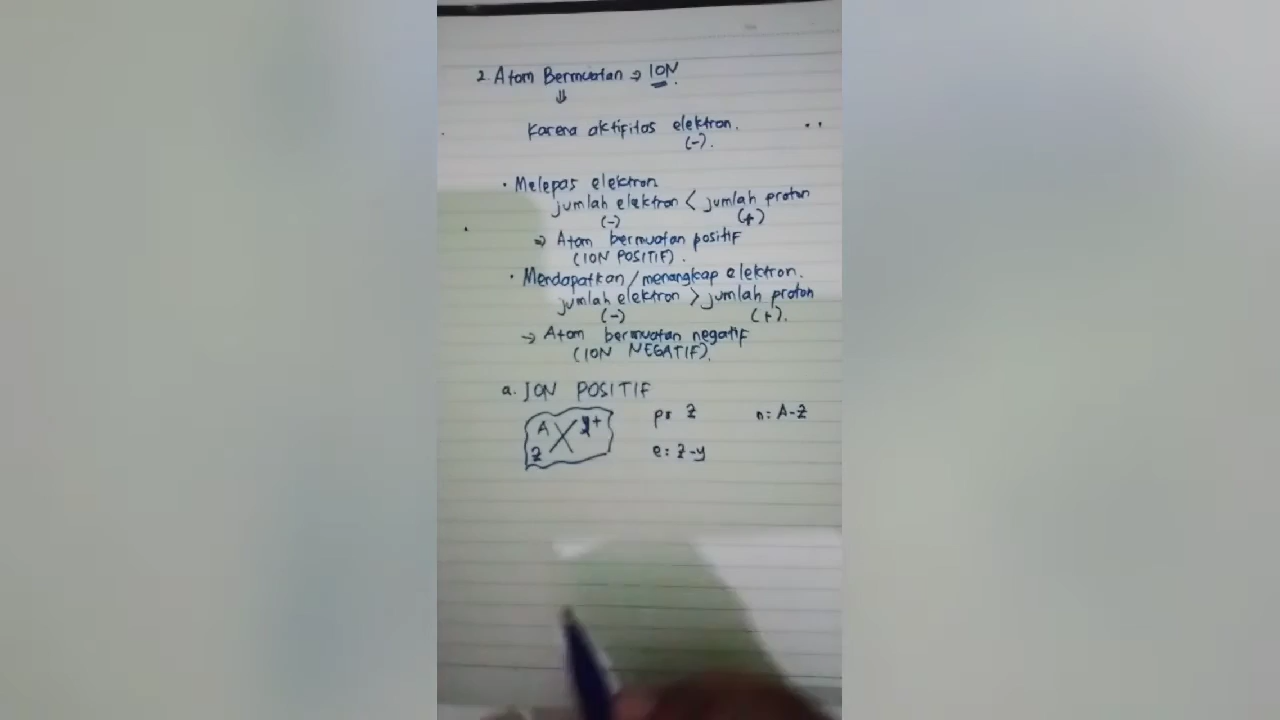 2. Atom Bermuatan → ION.
⇓
Karena aktifitas elektron.
(-).
• Melepas elektron
jumlah elektron < jumlah proton
(-) (+)
⇒ Atom bermuatan positif
(ION POSITIF).
• Mendapatkan/menangkap elektron.
jumlah elektron > jumlah proton
(-) (+).
→ Atom bermuatan negatif
(ION NEGATIF).
a. ION POSITIF
A X y+ p: Z n: A-Z
Z e: Z-y